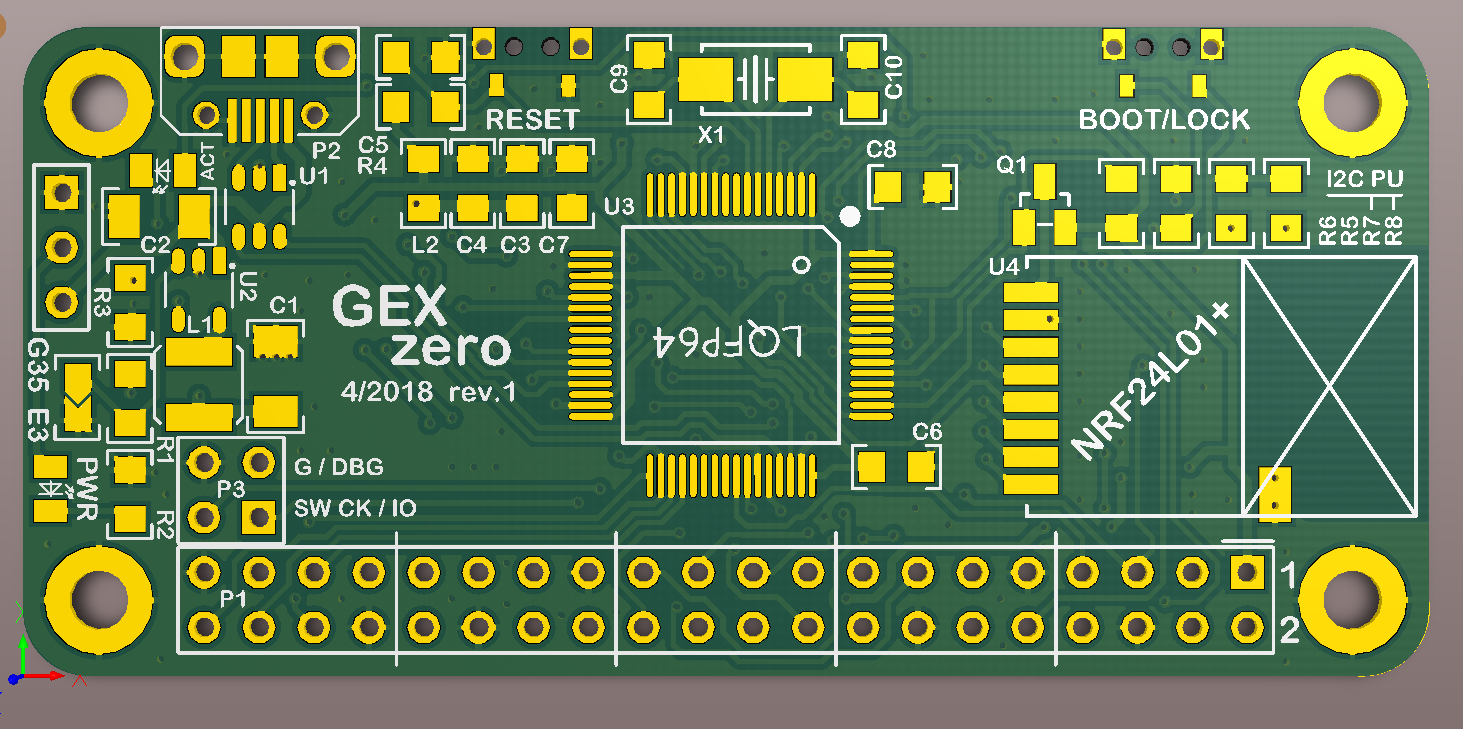 RESET
BOOT/LOCK
C9
C10
X1
P2
C5
R4
ACT
U1
C8
Q1
I2C PU
R6
R5
R7
R8
U3
C2
L2
C4
C3
C7
U4
U2
R3
L1
C1
GEX
zero
4/2018 rev.1
LQFP64
NRF24L01+
G35
E3
C6
R1
PWR
P3
G / DBG
SW CK / IO
R2
P1
1
2